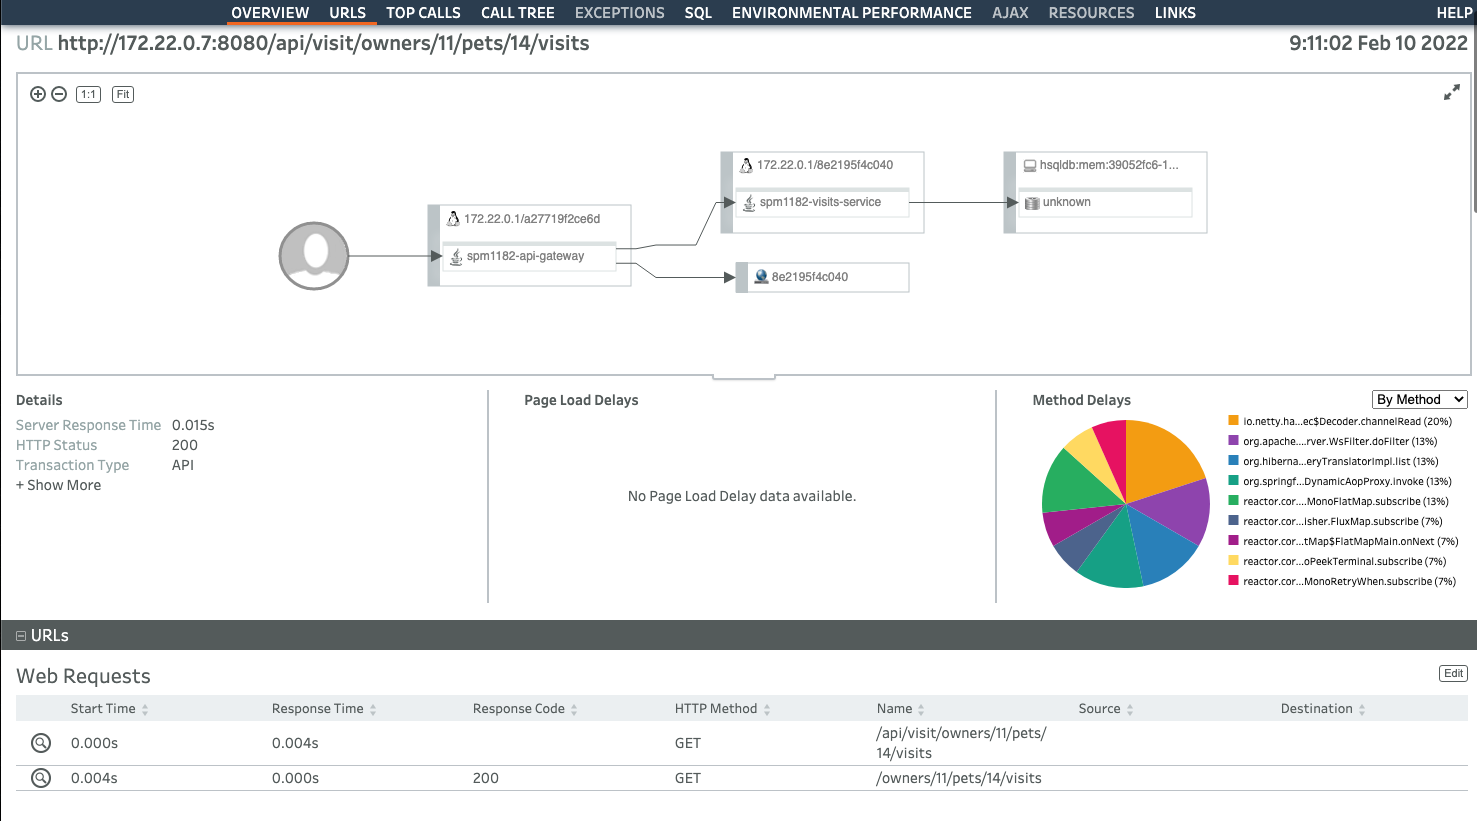 OVERVIEW URLS TOP CALLS CALL TREE EXCEPTIONS SQL ENVIRONMENTAL PERFORMANCE AJAX RESOURCES LINKS HELP
URL http://172.22.0.7:8080/api/visit/owners/11/pets/14/visits 9:11:02 Feb 10 2022
1:1 Fit
172.22.0.1/a27719f2ce6d
spm1182-api-gateway
172.22.0.1/8e2195f4c040
spm1182-visits-service
8e2195f4c040
hsqldb:mem:39052fc6-1...
unknown
Details
Server Response Time 0.015s
HTTP Status 200
Transaction Type API
+ Show More
Page Load Delays
No Page Load Delay data available.
Method Delays By Method
io.netty.ha...ec$Decoder.channelRead (20%)
org.apache....rver.WsFilter.doFilter (13%)
org.hiberna...eryTranslatorImpl.list (13%)
org.springf...DynamicAopProxy.invoke (13%)
reactor.cor....MonoFlatMap.subscribe (13%)
reactor.cor...isher.FluxMap.subscribe (7%)
reactor.cor...tMap$FlatMapMain.onNext (7%)
reactor.cor...oPeekTerminal.subscribe (7%)
reactor.cor...MonoRetryWhen.subscribe (7%)
URLs
Web Requests Edit
Start Time Response Time Response Code HTTP Method Name Source Destination
0.000s 0.004s GET /api/visit/owners/11/pets/
14/visits
0.004s 0.000s 200 GET /owners/11/pets/14/visits